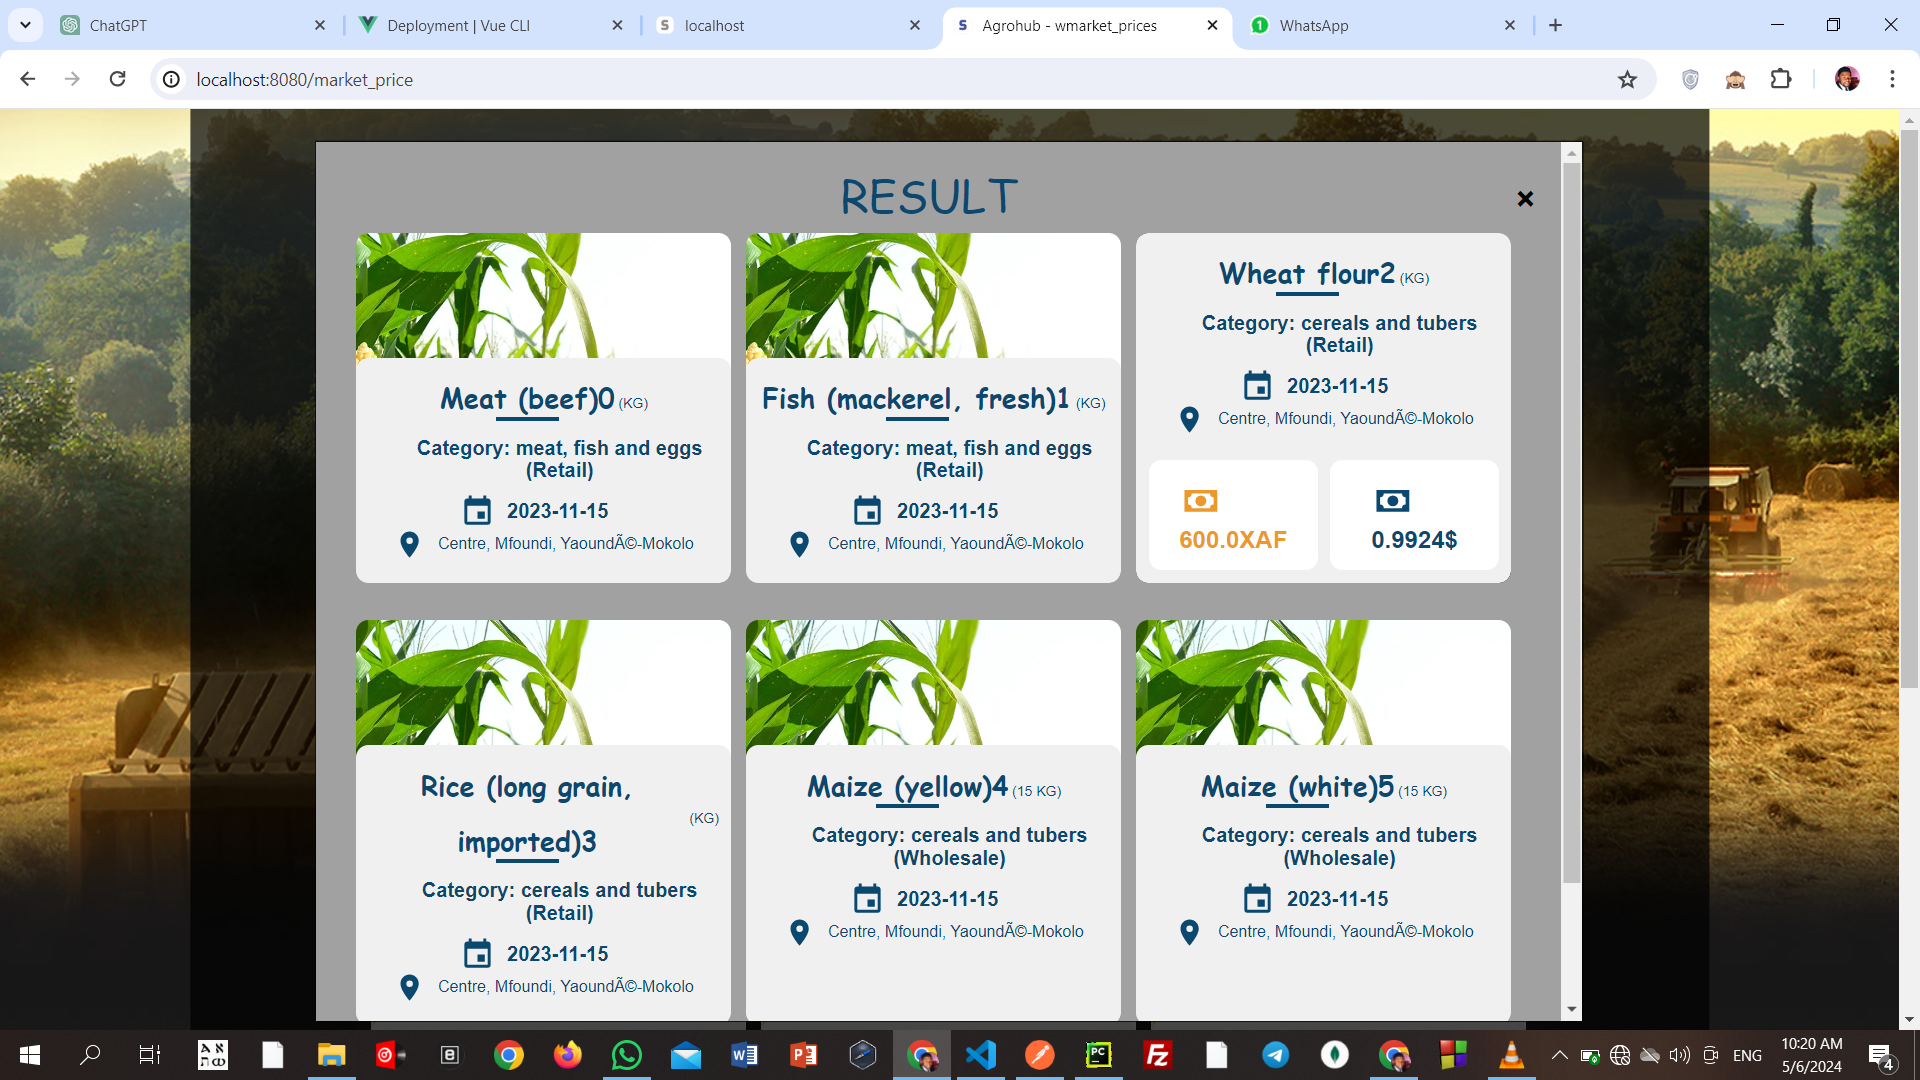 ChatGPT
Deployment | Vue CLI
localhost
Agrohub - wmarket_prices
WhatsApp
localhost:8080/market_price
RESULT
Meat (beef)0 (KG)
Category: meat, fish and eggs
(Retail)
2023-11-15
Centre, Mfoundi, YaoundÃ©-Mokolo
Fish (mackerel, fresh)1 (KG)
Category: meat, fish and eggs
(Retail)
2023-11-15
Centre, Mfoundi, YaoundÃ©-Mokolo
Wheat flour2 (KG)
Category: cereals and tubers
(Retail)
2023-11-15
Centre, Mfoundi, YaoundÃ©-Mokolo
600.0XAF
0.9924$
Rice (long grain,
imported)3
(KG)
Category: cereals and tubers
(Retail)
2023-11-15
Centre, Mfoundi, YaoundÃ©-Mokolo
Maize (yellow)4 (15 KG)
Category: cereals and tubers
(Wholesale)
2023-11-15
Centre, Mfoundi, YaoundÃ©-Mokolo
Maize (white)5 (15 KG)
Category: cereals and tubers
(Wholesale)
2023-11-15
Centre, Mfoundi, YaoundÃ©-Mokolo
ENG
10:20 AM
5/6/2024
4